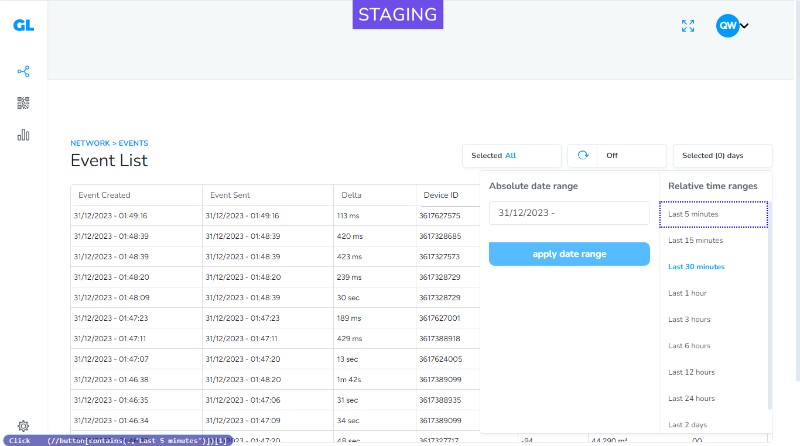 STAGING
GL
QW
NETWORK > EVENTS
Event List
Selected All
Off
Selected (0) days
Event Created Event Sent Delta Device ID
31/12/2023 - 01:49:16 31/12/2023 - 01:49:16 113 ms 3617627575
31/12/2023 - 01:48:39 31/12/2023 - 01:48:39 420 ms 3617328685
31/12/2023 - 01:48:39 31/12/2023 - 01:48:39 423 ms 3617327573
31/12/2023 - 01:48:20 31/12/2023 - 01:48:20 239 ms 3617328729
31/12/2023 - 01:48:09 31/12/2023 - 01:48:39 30 sec 3617328729
31/12/2023 - 01:47:23 31/12/2023 - 01:47:23 189 ms 3617627001
31/12/2023 - 01:47:11 31/12/2023 - 01:47:11 429 ms 3617388918
31/12/2023 - 01:47:07 31/12/2023 - 01:47:20 13 sec 3617624005
31/12/2023 - 01:46:38 31/12/2023 - 01:48:20 1m 42s 3617389099
31/12/2023 - 01:46:35 31/12/2023 - 01:47:06 31 sec 3617388935
31/12/2023 - 01:46:34 31/12/2023 - 01:47:09 34 sec 3617389099
31/12/2023 - 01:47:20 48 sec 3617327717 -94
Absolute date range
31/12/2023 -
apply date range
Relative time ranges
Last 5 minutes
Last 15 minutes
Last 30 minutes
Last 1 hour
Last 3 hours
Last 6 hours
Last 12 hours
Last 24 hours
Last 2 days
Click (//button[contains(.,"Last 5 minutes")])[1]